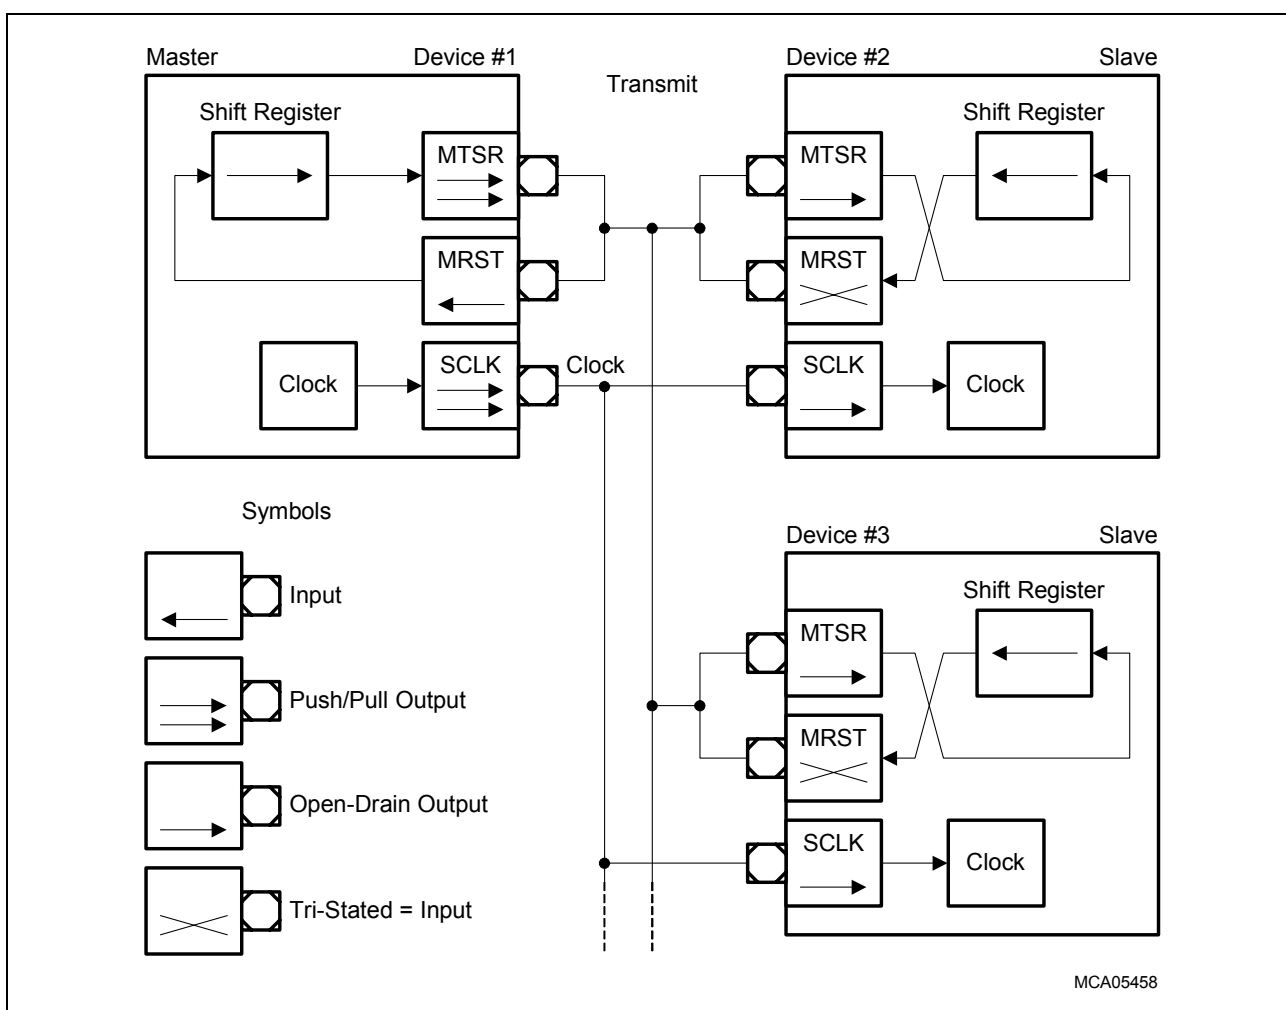 Master Device #1
Transmit
Device #2 Slave
Shift Register
MTSR
MRST
Clock
SCLK
Clock
MTSR
Shift Register
MRST
SCLK
Clock
Symbols
Input
Push/Pull Output
Open-Drain Output
Tri-Stated = Input
Device #3 Slave
Shift Register
MTSR
MRST
SCLK
Clock
MCA05458